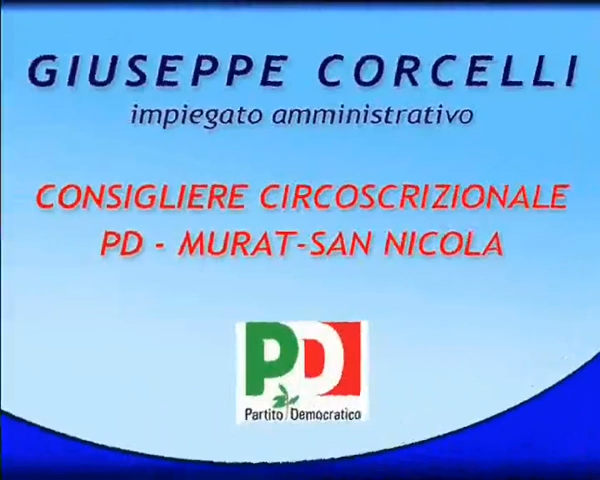 GIUSEPPE CORCELLI
impiegato amministrativo
CONSIGLIERE CIRCOSCRIZIONALE
PD - MURAT-SAN NICOLA
PD
Partito Democratico